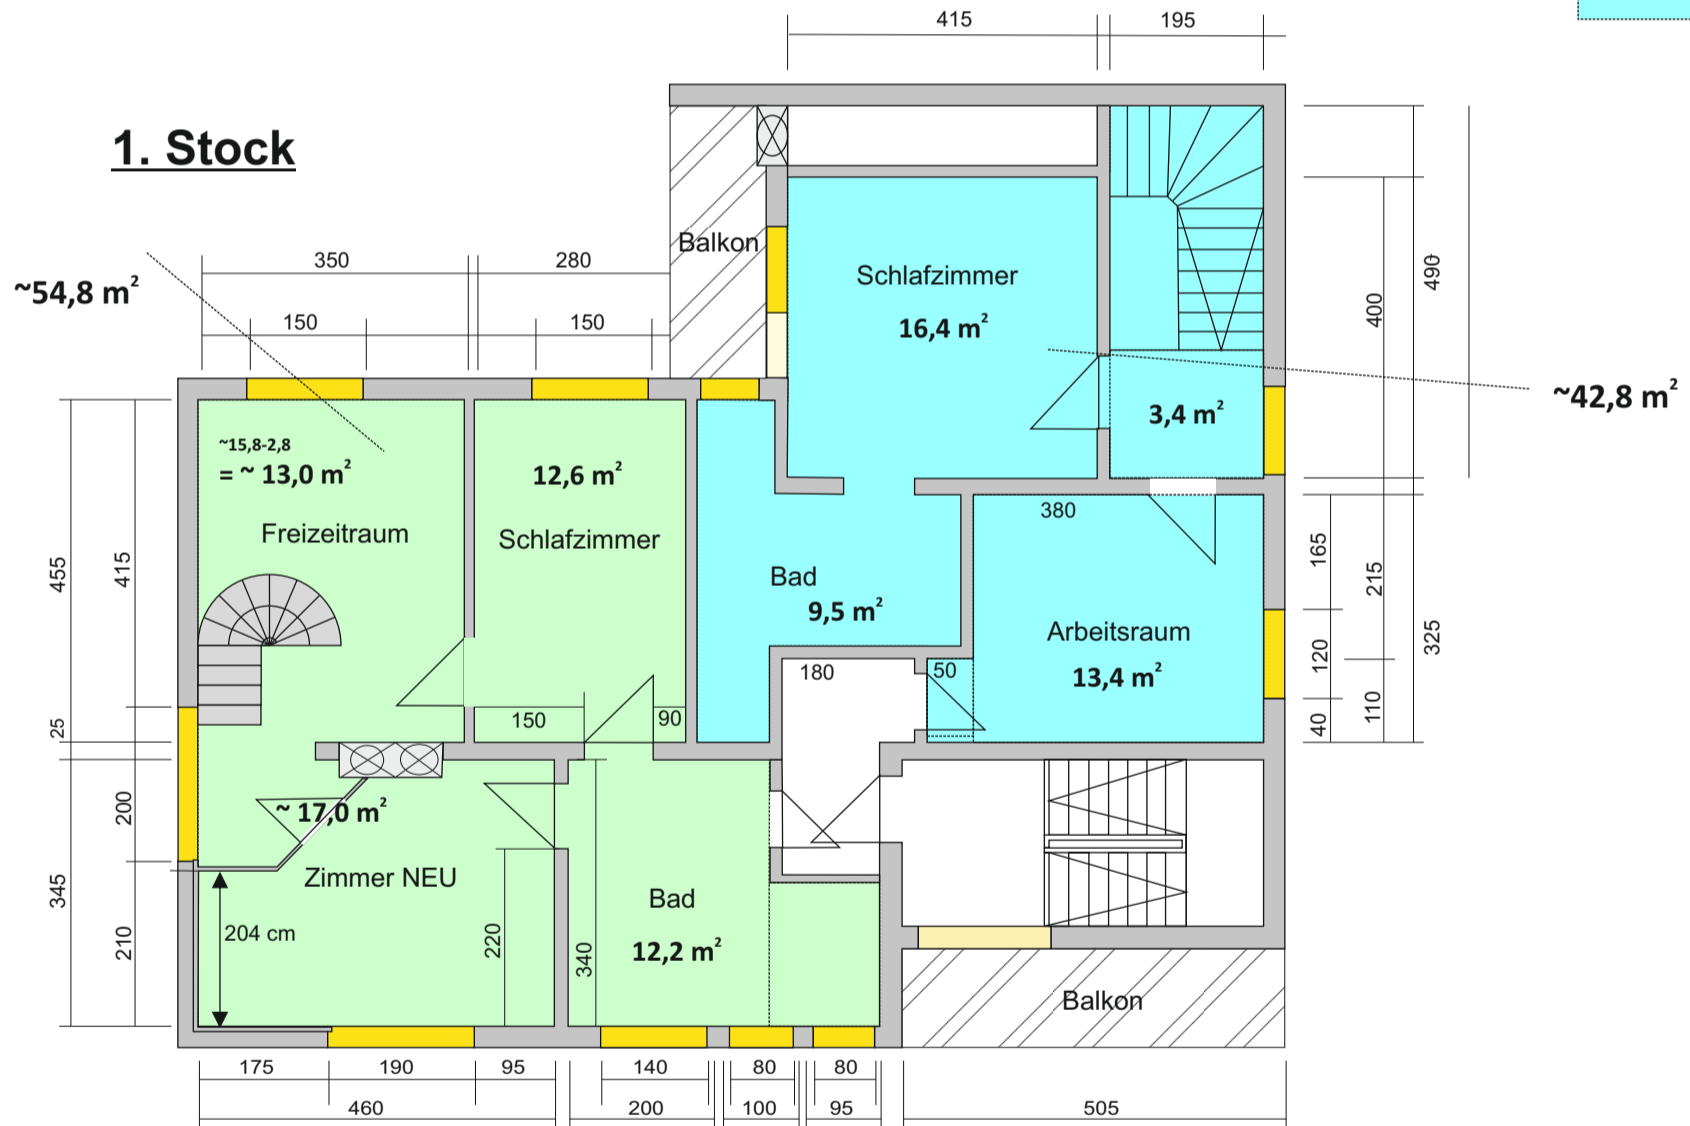 415
195
1. Stock
Balkon
490
350
280
Schlafzimmer
~54,8 m²
400
150
150
16,4 m²
~42,8 m²
3,4 m²
~15,8-2,8
= ~ 13,0 m²
12,6 m²
380
Freizeitraum
Schlafzimmer
165
455
415
Bad
215
9,5 m²
Arbeitsraum
325
120
180
50
13,4 m²
25
150
90
110
40
200
~ 17,0 m²
Zimmer NEU
345
Bad
204 cm
210
220
340
12,2 m²
Balkon
175
190
95
140
80
80
460
200
100
95
505